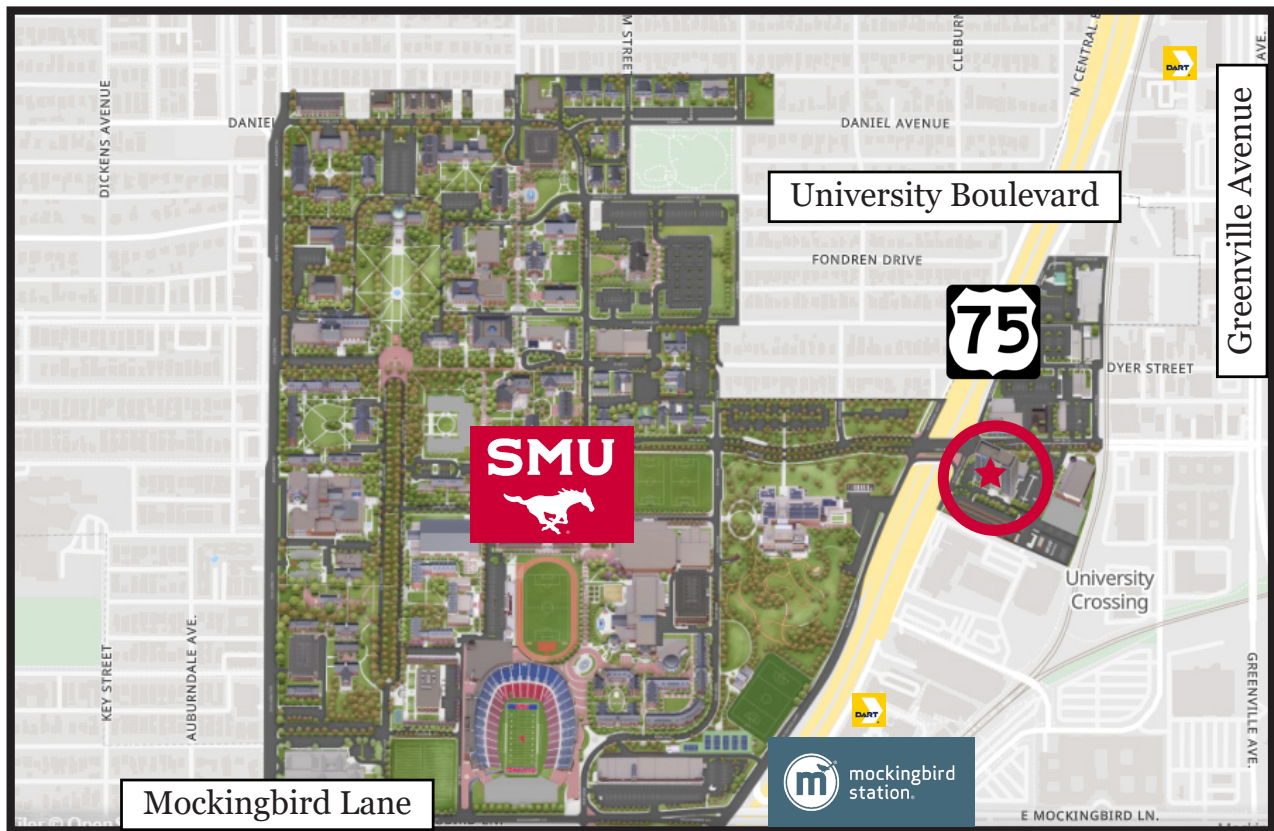 M STREET
CLEBURN
N CENTRAL E
AVE.
DART
Greenville Avenue
DICKENS AVENUE
DANIEL
DANIEL AVENUE
University Boulevard
FONDREN DRIVE
75
DYER STREET
SMU
University
Crossing
KEY STREET
AUBURNDALE AVE.
GREENVILLE AVE.
DART
m
mockingbird
station.
Mockingbird Lane
E MOCKINGBIRD LN.